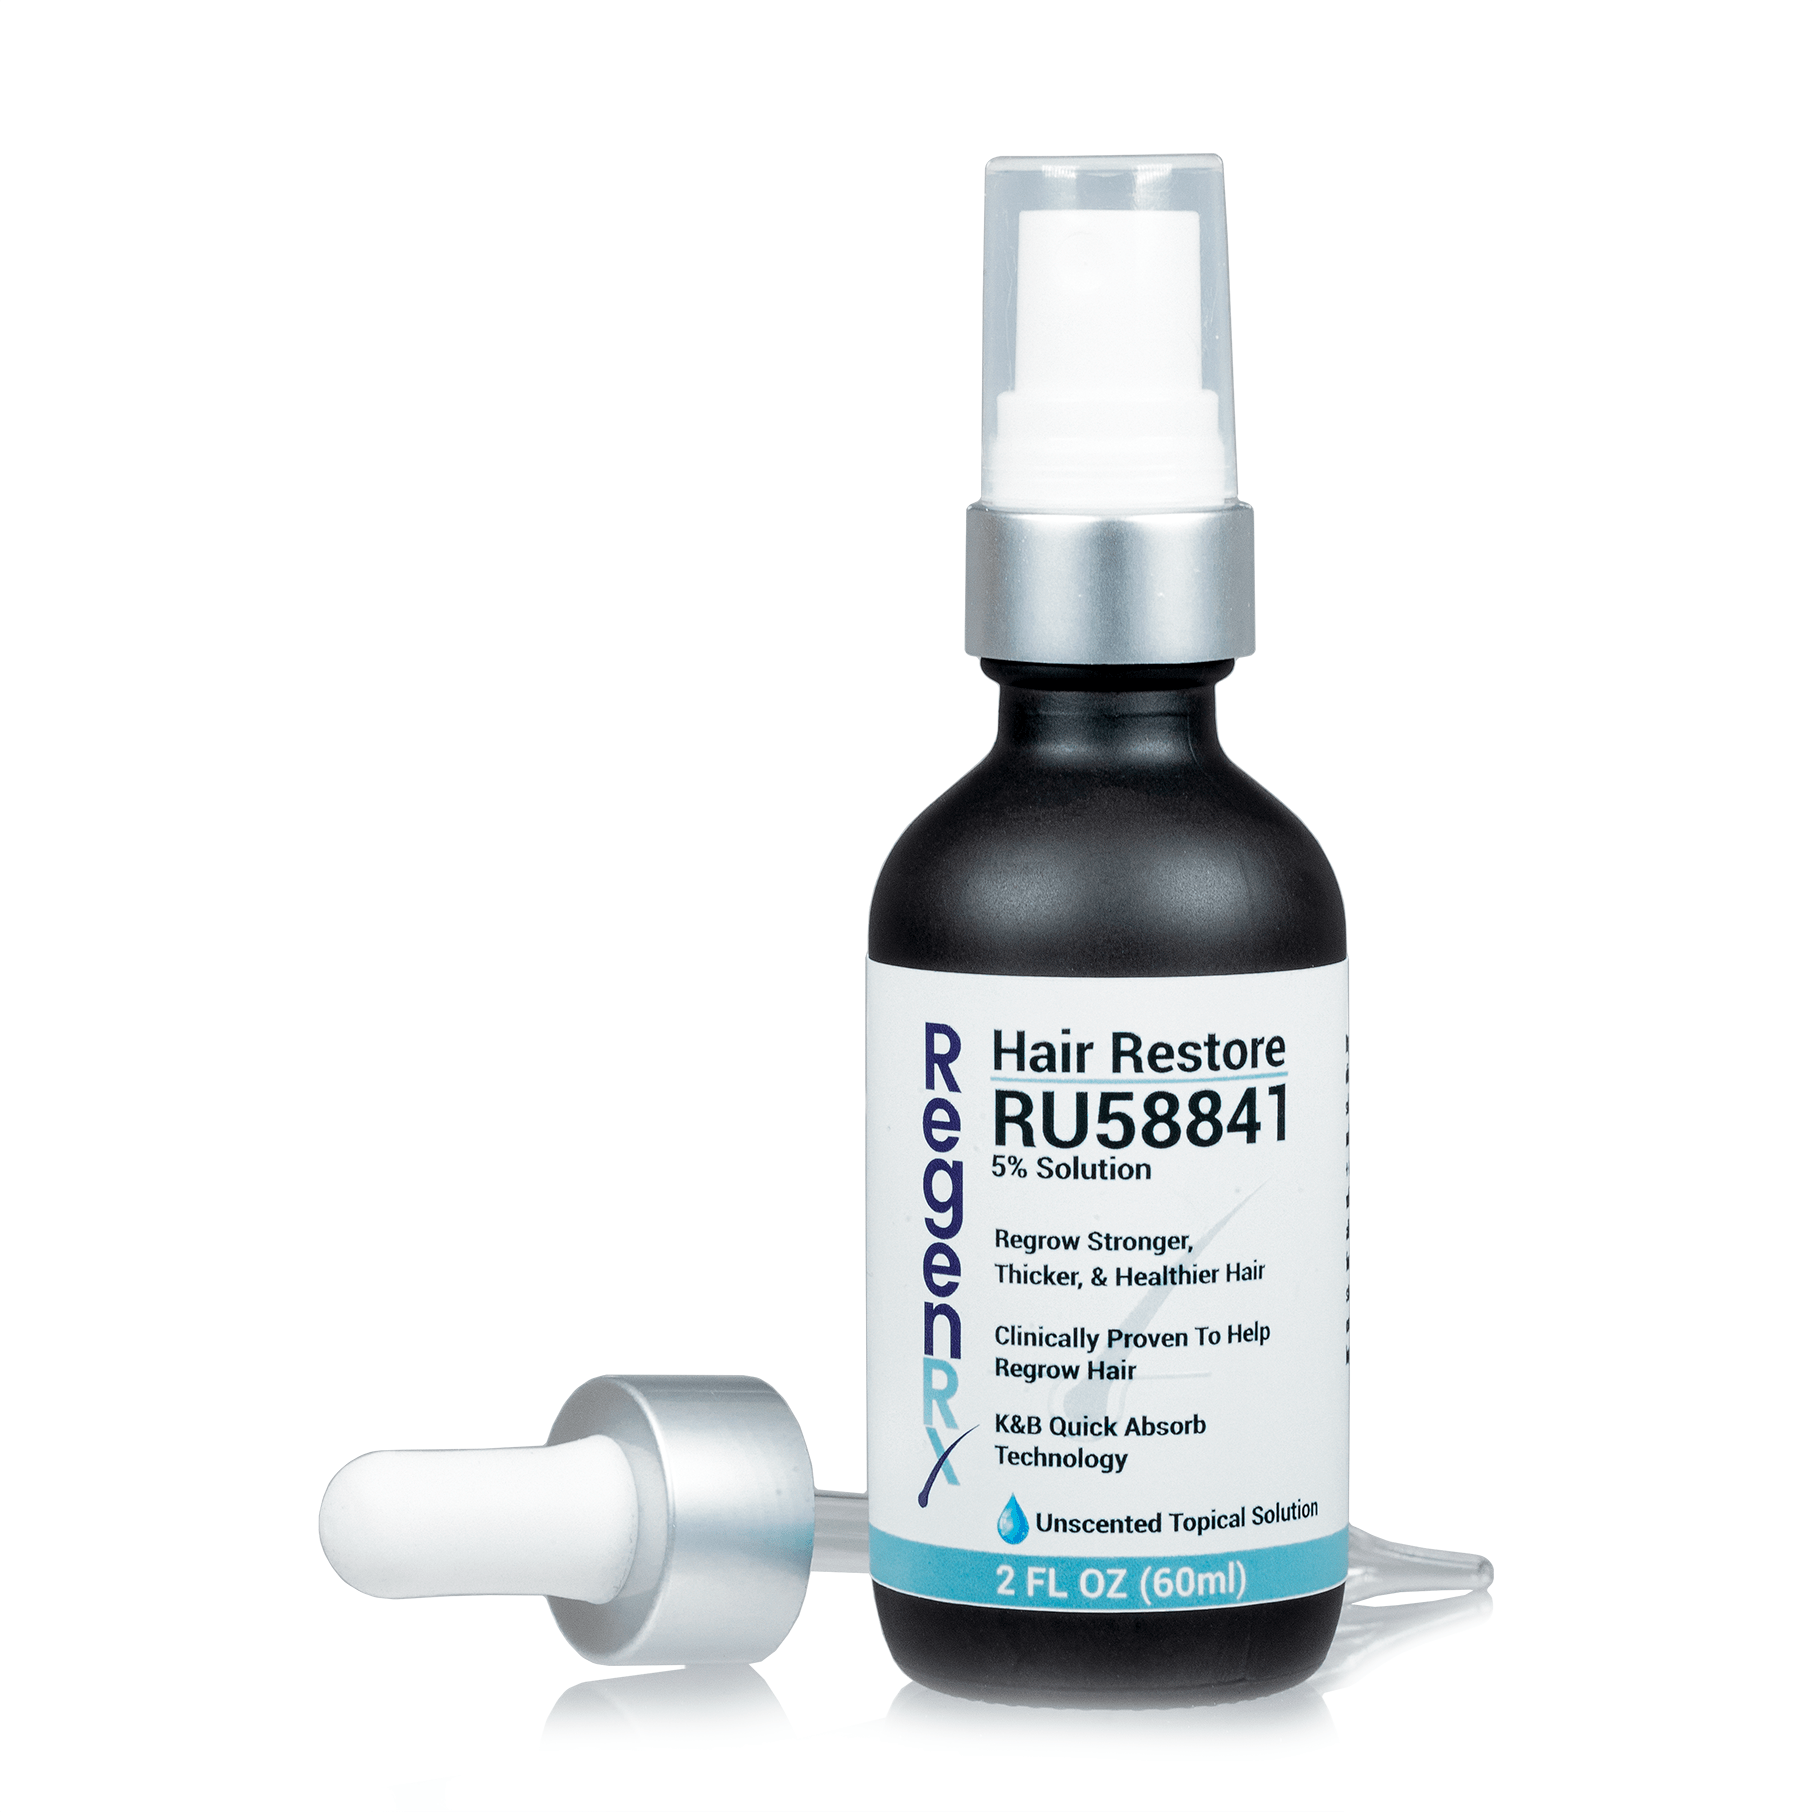 RegenRx
Hair Restore
RU58841
5% Solution
Regrow Stronger,
Thicker, & Healthier Hair
Clinically Proven To Help
Regrow Hair
K&B Quick Absorb
Technology
Unscented Topical Solution
2 FL OZ (60ml)